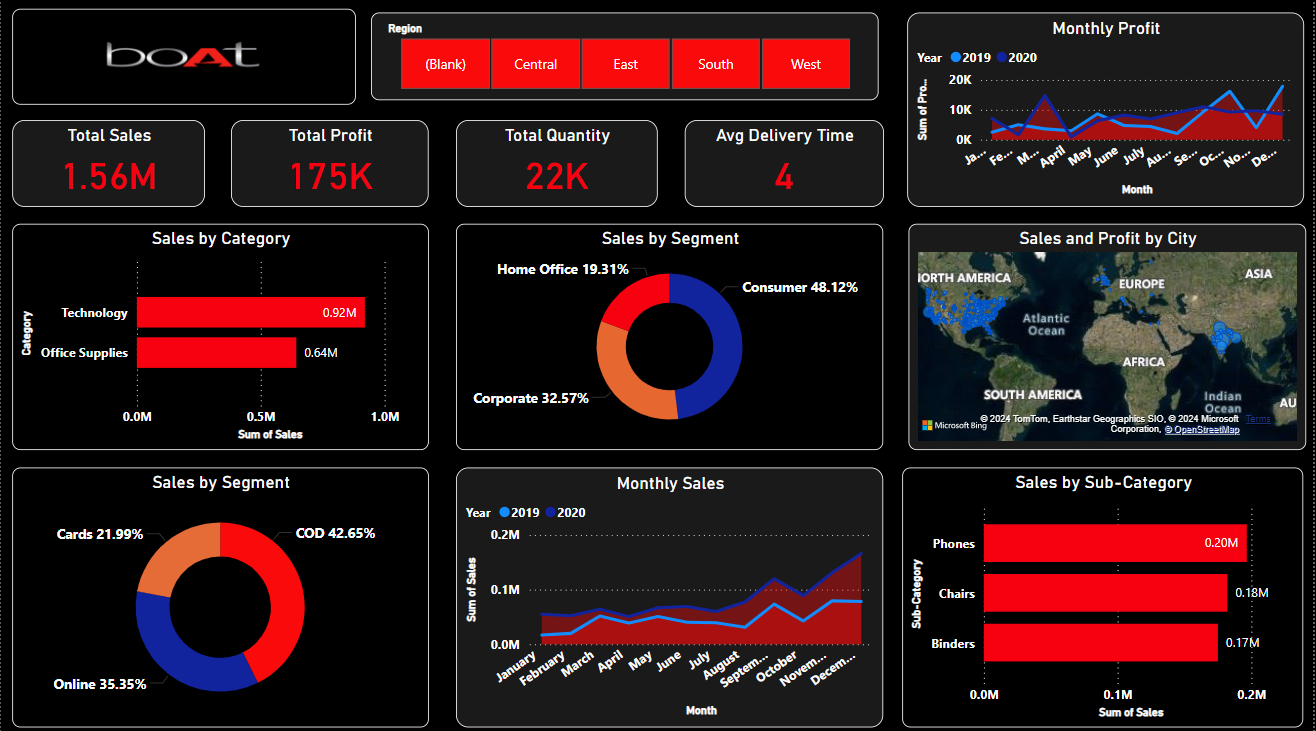 boAt
Region
(Blank) Central East South West
Monthly Profit
Year 2019 2020
Sum of Pro...
20K
10K
0K
Ja... Fe... M... April May June July Au... Se... Oc... No... De...
Month
Total Sales
1.56M
Total Profit
175K
Total Quantity
22K
Avg Delivery Time
4
Sales by Category
Category
Technology 0.92M
Office Supplies 0.64M
0.0M 0.5M 1.0M
Sum of Sales
Sales by Segment
Home Office 19.31%
Consumer 48.12%
Corporate 32.57%
Sales and Profit by City
NORTH AMERICA
EUROPE
ASIA
Atlantic
Ocean
AFRICA
SOUTH AMERICA
Indian
Ocean
AU
© 2024 TomTom, Earthstar Geographics SIO, © 2024 Microsoft
Corporation, © OpenStreetMap
Terms
Microsoft Bing
Sales by Segment
Cards 21.99%
COD 42.65%
Online 35.35%
Monthly Sales
Year 2019 2020
Sum of Sales
0.2M
0.1M
0.0M
January February March April May June July August Septem... October Novem... Decem...
Month
Sales by Sub-Category
Sub-Category
Phones 0.20M
Chairs 0.18M
Binders 0.17M
0.0M 0.1M 0.2M
Sum of Sales